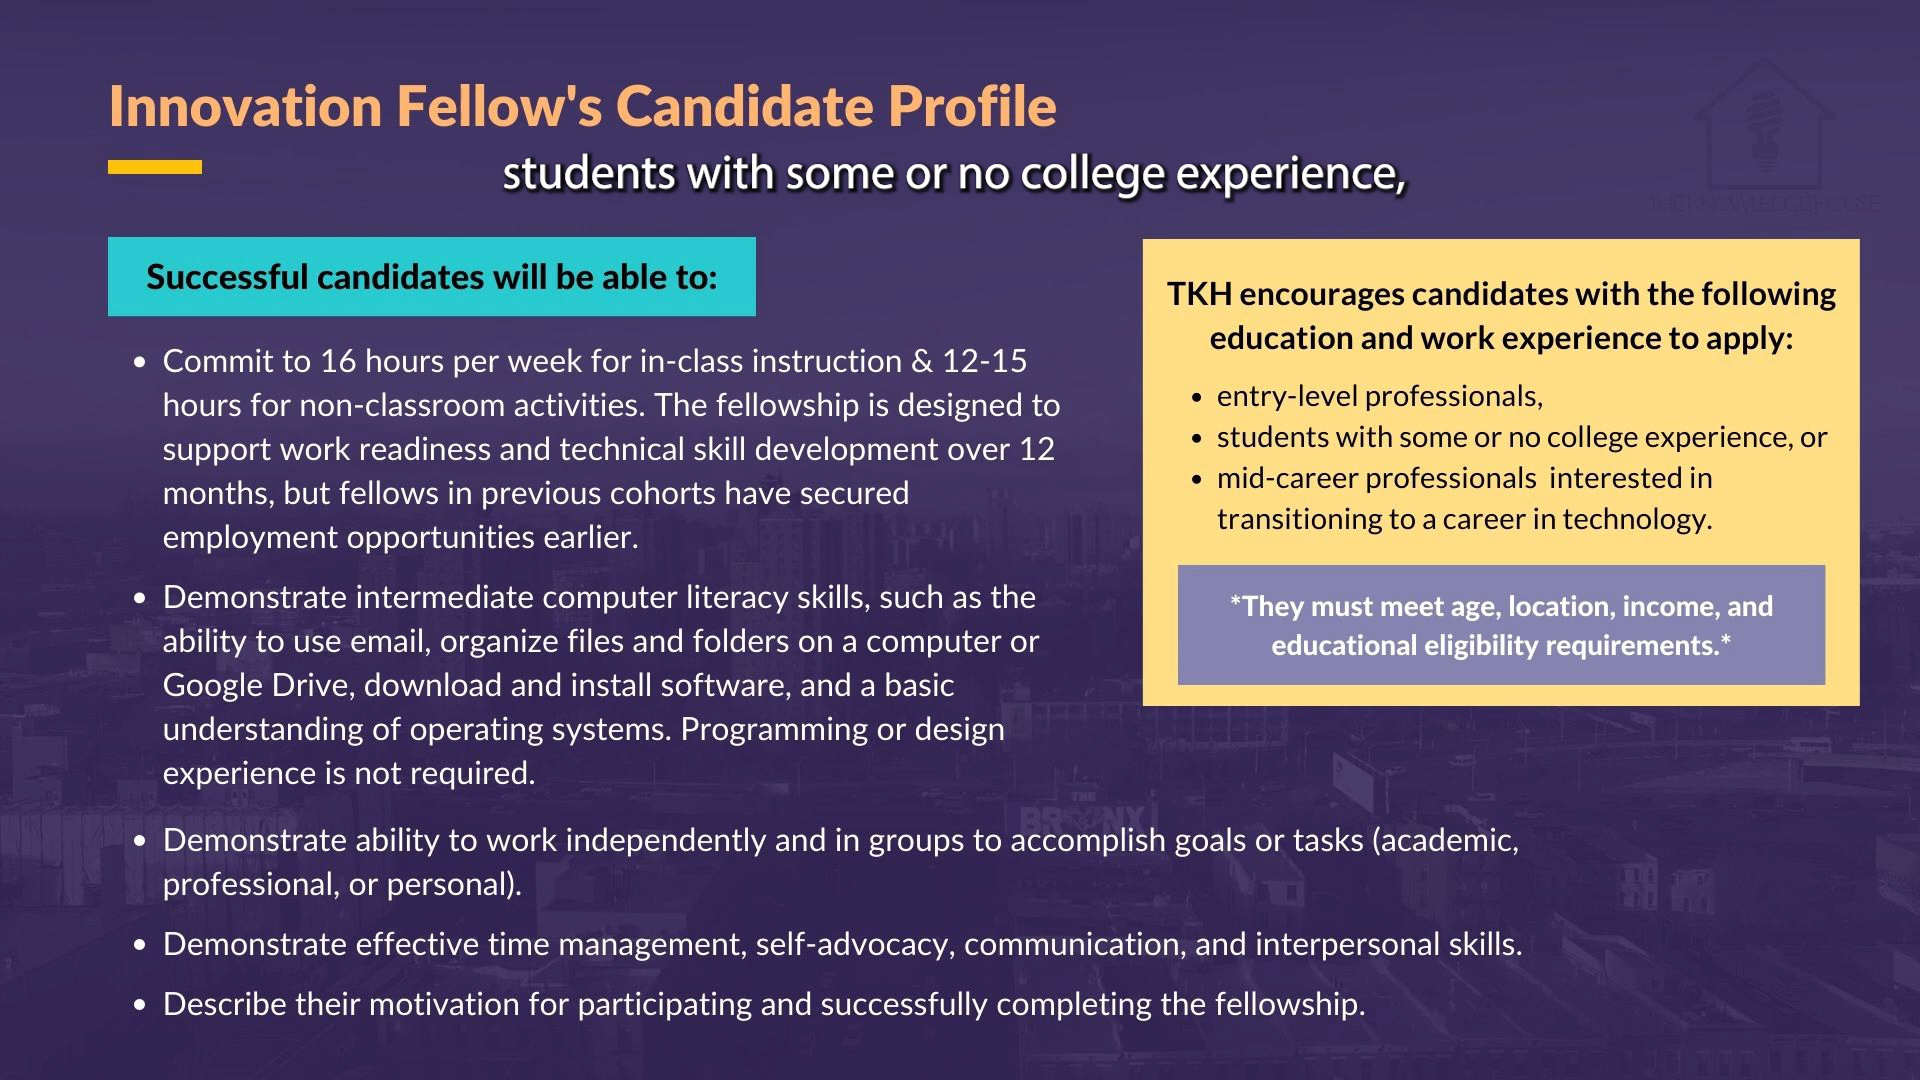 Innovation Fellow's Candidate Profile
students with some or no college experience,
THE KNOWLEDGE HOUSE
Successful candidates will be able to:
• Commit to 16 hours per week for in-class instruction & 12-15
hours for non-classroom activities. The fellowship is designed to
support work readiness and technical skill development over 12
months, but fellows in previous cohorts have secured
employment opportunities earlier.
• Demonstrate intermediate computer literacy skills, such as the
ability to use email, organize files and folders on a computer or
Google Drive, download and install software, and a basic
understanding of operating systems. Programming or design
experience is not required.
• Demonstrate ability to work independently and in groups to accomplish goals or tasks (academic,
professional, or personal).
• Demonstrate effective time management, self-advocacy, communication, and interpersonal skills.
• Describe their motivation for participating and successfully completing the fellowship.
TKH encourages candidates with the following
education and work experience to apply:
• entry-level professionals,
• students with some or no college experience, or
• mid-career professionals interested in
transitioning to a career in technology.
*They must meet age, location, income, and
educational eligibility requirements.*
THE
BRONX